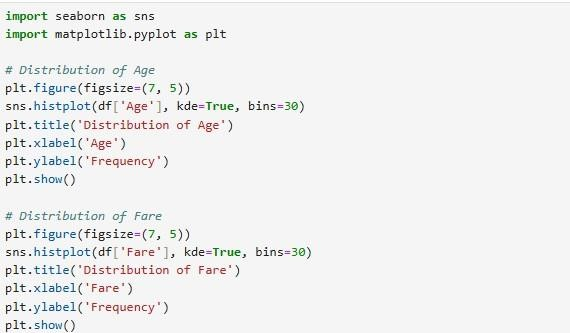 import seaborn as sns
import matplotlib.pyplot as plt
# Distribution of Age
plt.figure(figsize=(7, 5))
sns.histplot(df['Age'], kde=True, bins=30)
plt.title('Distribution of Age')
plt.xlabel('Age')
plt.ylabel('Frequency')
plt.show()
# Distribution of Fare
plt.figure(figsize=(7, 5))
sns.histplot(df['Fare'], kde=True, bins=30)
plt.title('Distribution of Fare')
plt.xlabel('Fare')
plt.ylabel('Frequency')
plt.show()